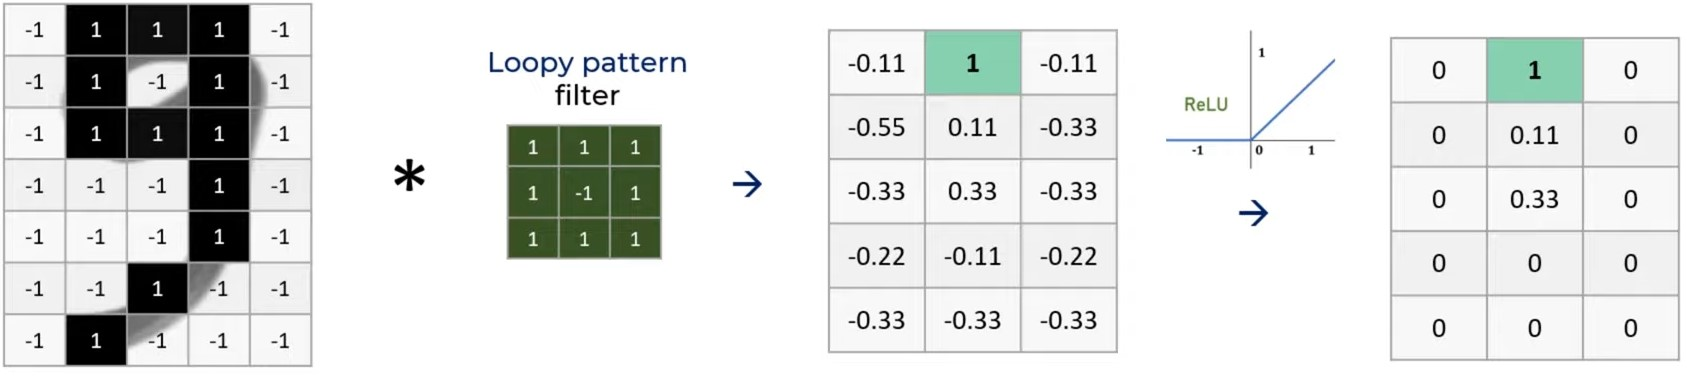 -1 1 1 1 -1
-1 1 -1 1 -1
-1 1 1 1 -1
-1 -1 -1 1 -1
-1 -1 -1 1 -1
-1 -1 1 -1 -1
-1 1 -1 -1 -1
*
Loopy pattern
filter
1 1 1
1 -1 1
1 1 1
→
-0.11 1 -0.11
-0.55 0.11 -0.33
-0.33 0.33 -0.33
-0.22 -0.11 -0.22
-0.33 -0.33 -0.33
1
ReLU
-1 0 1
→
0 1 0
0 0.11 0
0 0.33 0
0 0 0
0 0 0